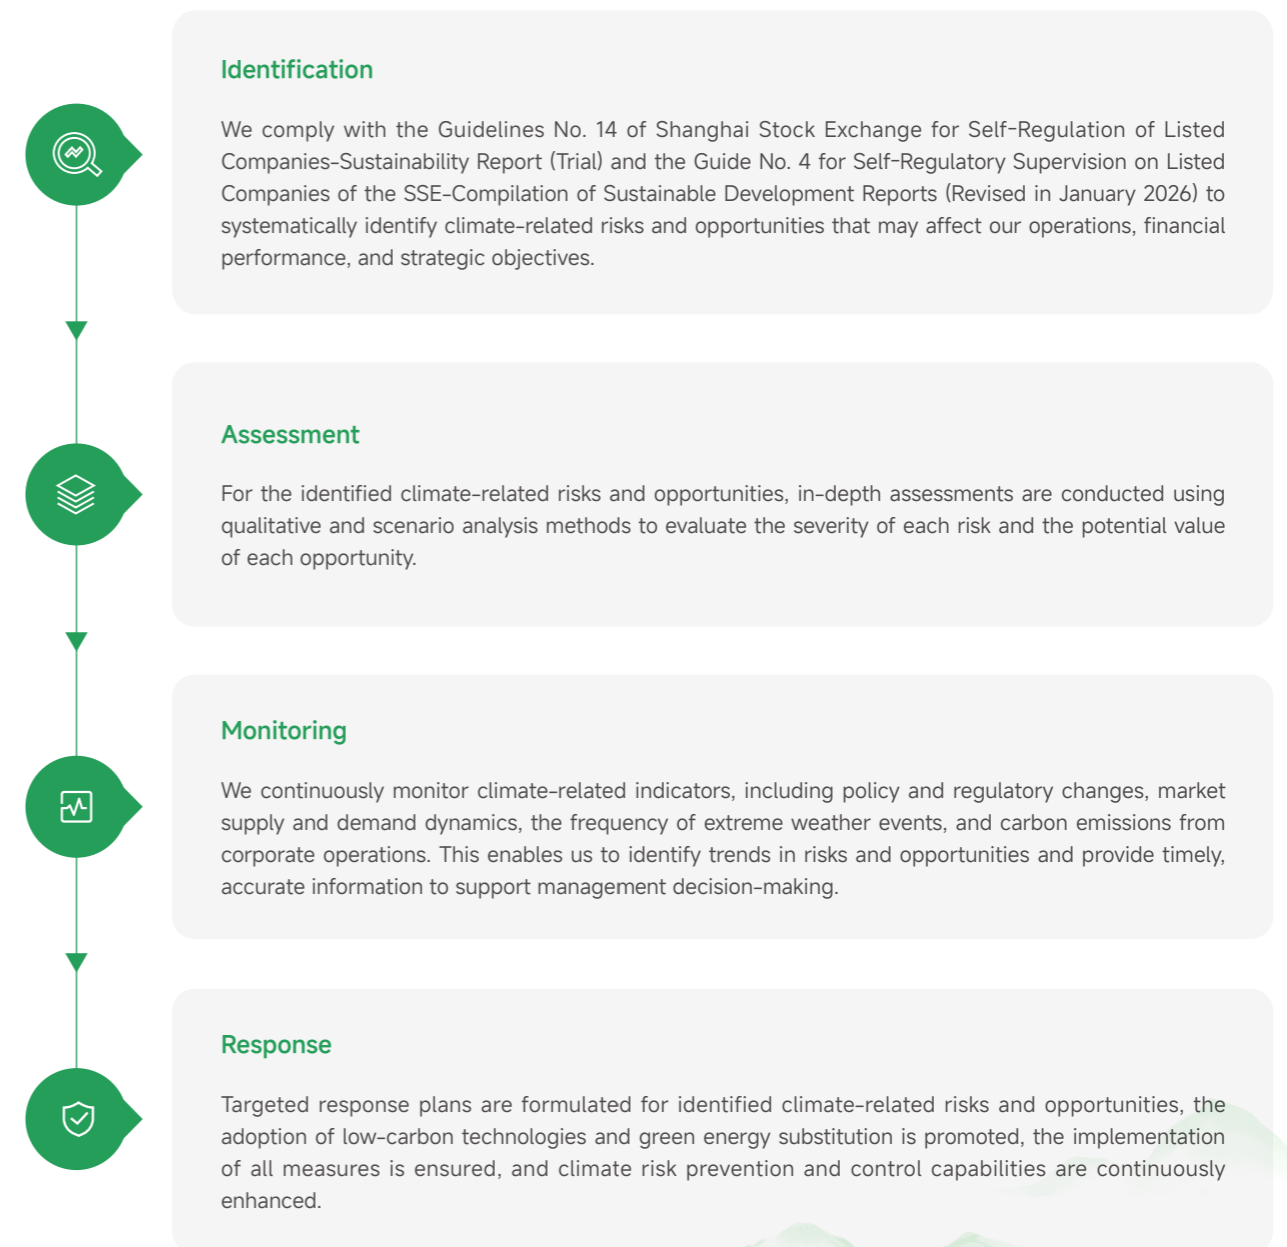 Identification
We comply with the Guidelines No. 14 of Shanghai Stock Exchange for Self-Regulation of Listed
Companies-Sustainability Report (Trial) and the Guide No. 4 for Self-Regulatory Supervision on Listed
Companies of the SSE-Compilation of Sustainable Development Reports (Revised in January 2026) to
systematically identify climate-related risks and opportunities that may affect our operations, financial
performance, and strategic objectives.
Assessment
For the identified climate-related risks and opportunities, in-depth assessments are conducted using
qualitative and scenario analysis methods to evaluate the severity of each risk and the potential value
of each opportunity.
Monitoring
We continuously monitor climate-related indicators, including policy and regulatory changes, market
supply and demand dynamics, the frequency of extreme weather events, and carbon emissions from
corporate operations. This enables us to identify trends in risks and opportunities and provide timely,
accurate information to support management decision-making.
Response
Targeted response plans are formulated for identified climate-related risks and opportunities, the
adoption of low-carbon technologies and green energy substitution is promoted, the implementation
of all measures is ensured, and climate risk prevention and control capabilities are continuously
enhanced.